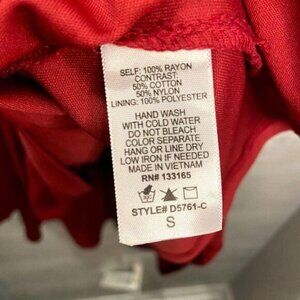 SELF: 100% RAYON
CONTRAST:
50% COTTON
50% NYLON
LINING: 100% POLYESTER
HAND WASH
WITH COLD WATER
DO NOT BLEACH
COLOR SEPARATE
HANG OR LINE DRY
LOW IRON IF NEEDED
MADE IN VIETNAM
RN# 133165
STYLE# D5761-C
S